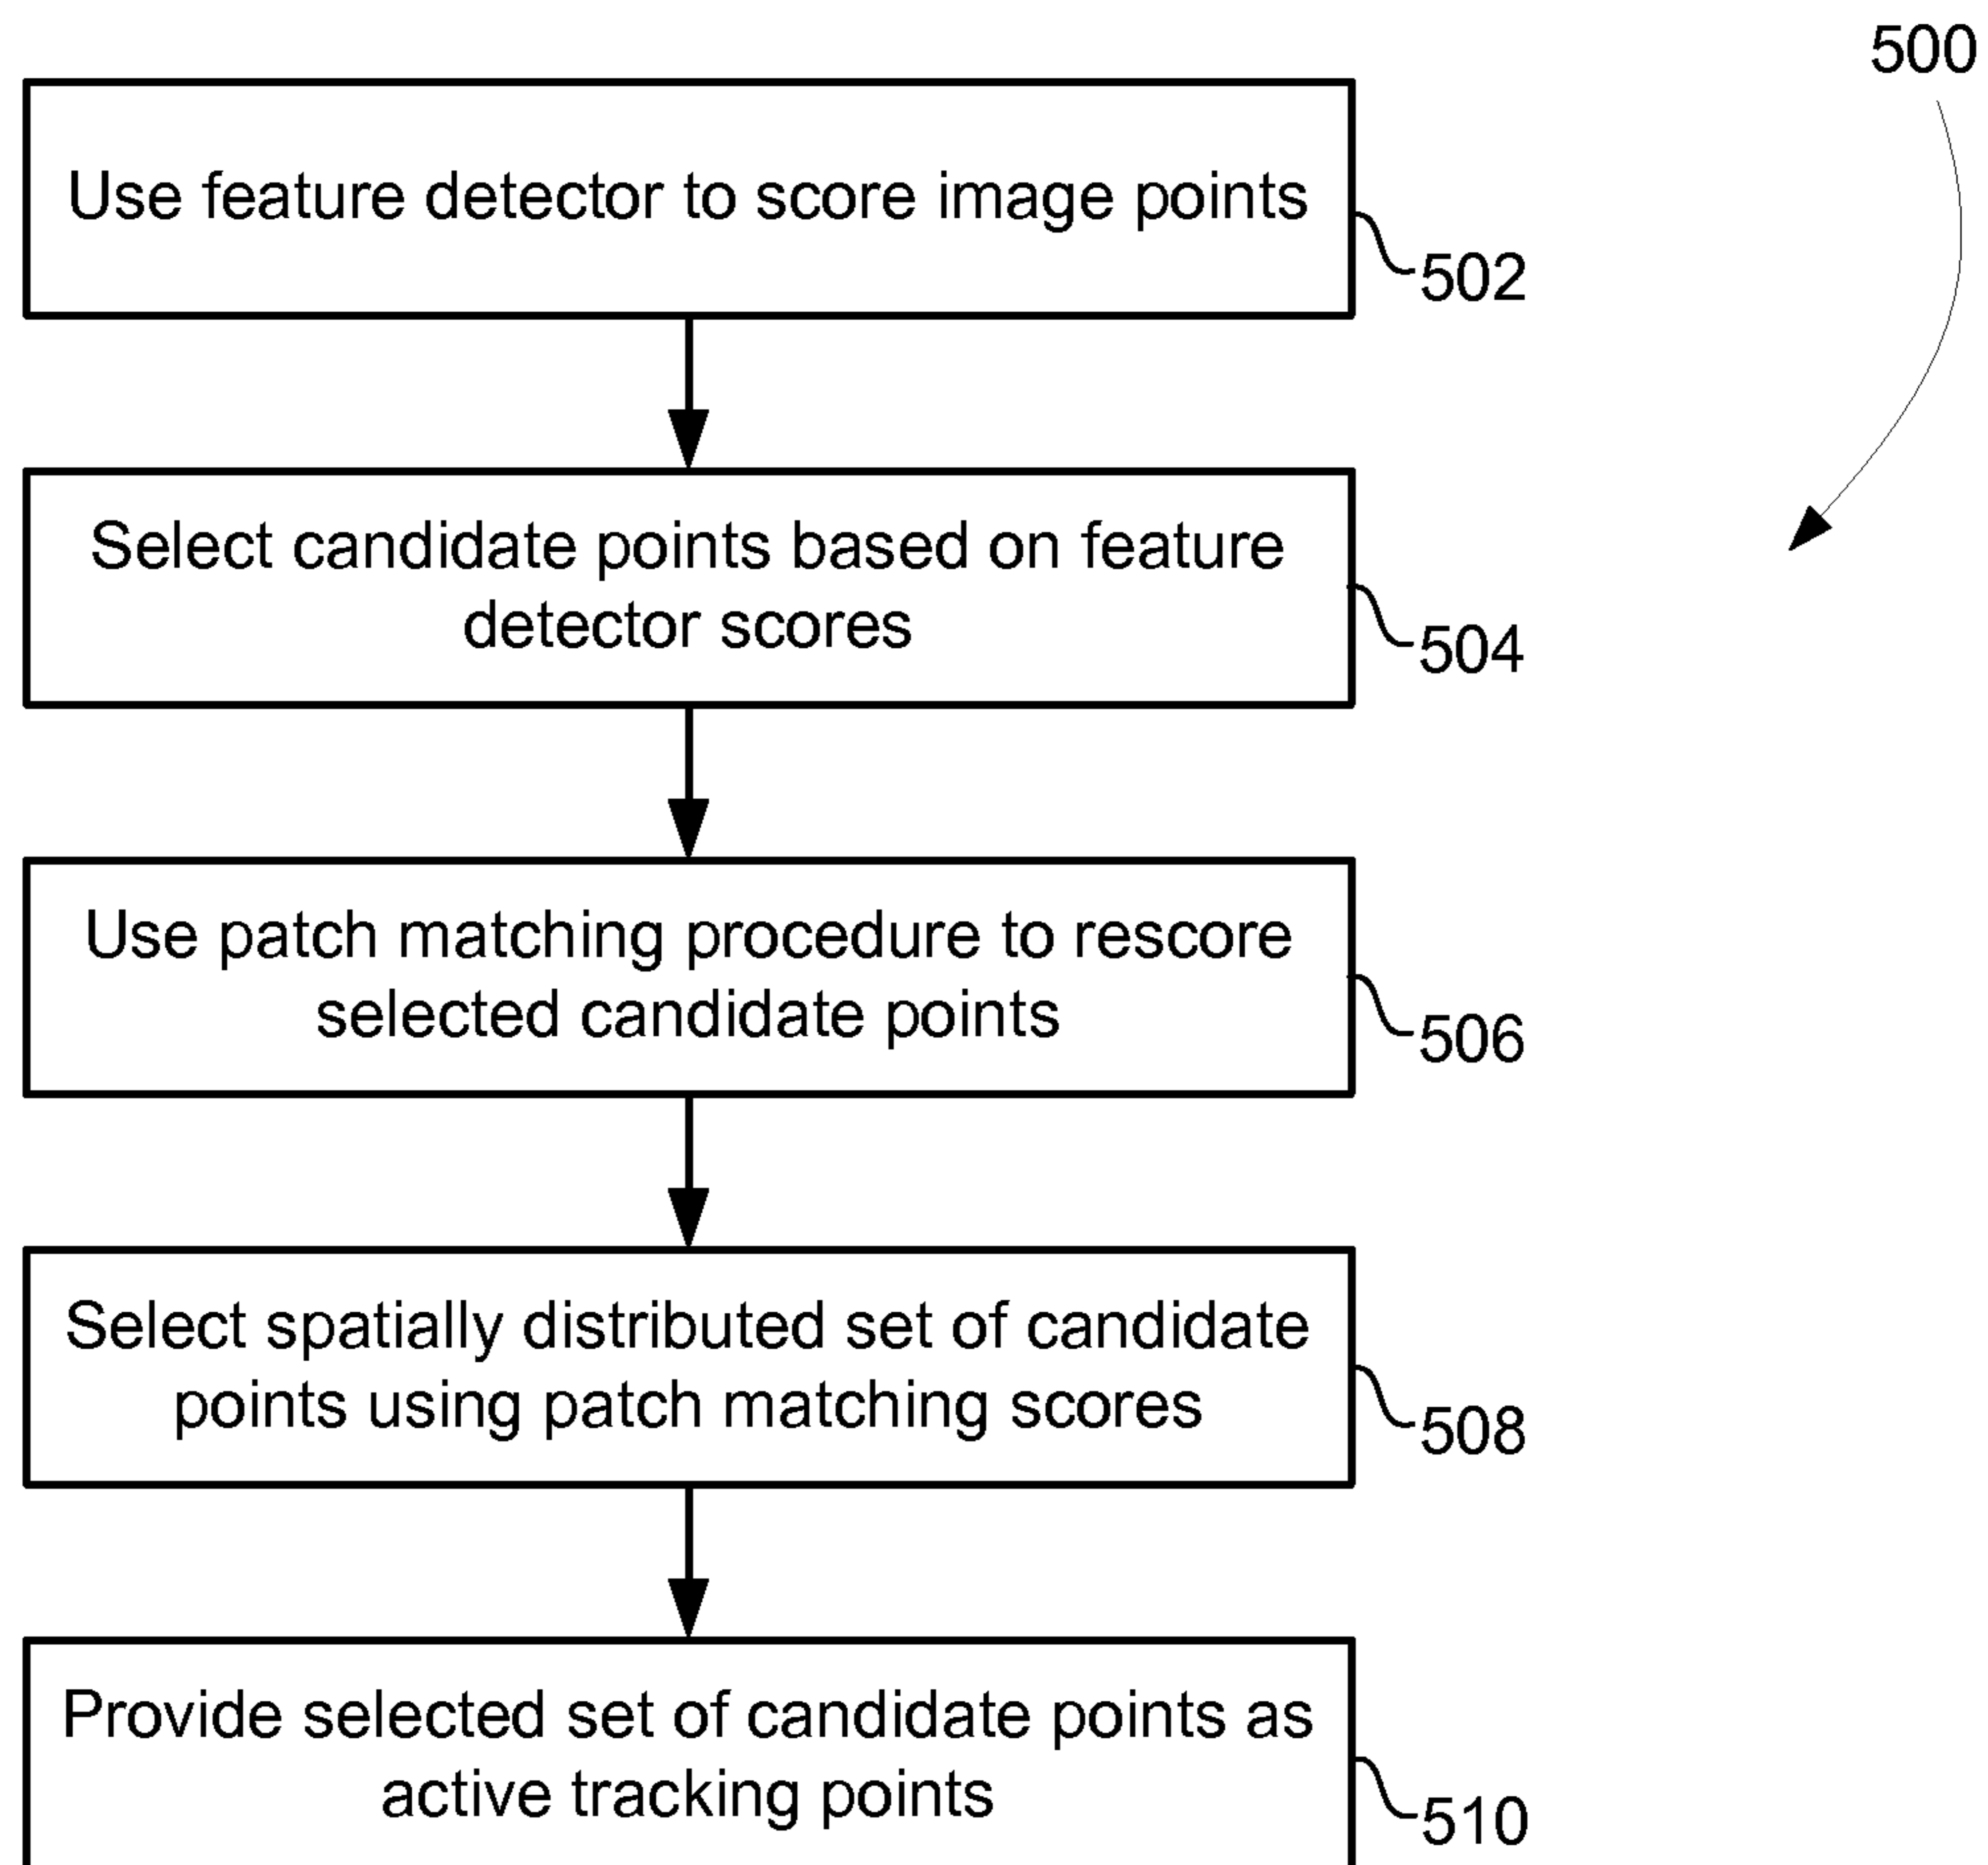 500
Use feature detector to score image points
502
Select candidate points based on feature
detector scores
504
Use patch matching procedure to rescore
selected candidate points
506
Select spatially distributed set of candidate
points using patch matching scores
508
Provide selected set of candidate points as
active tracking points
510